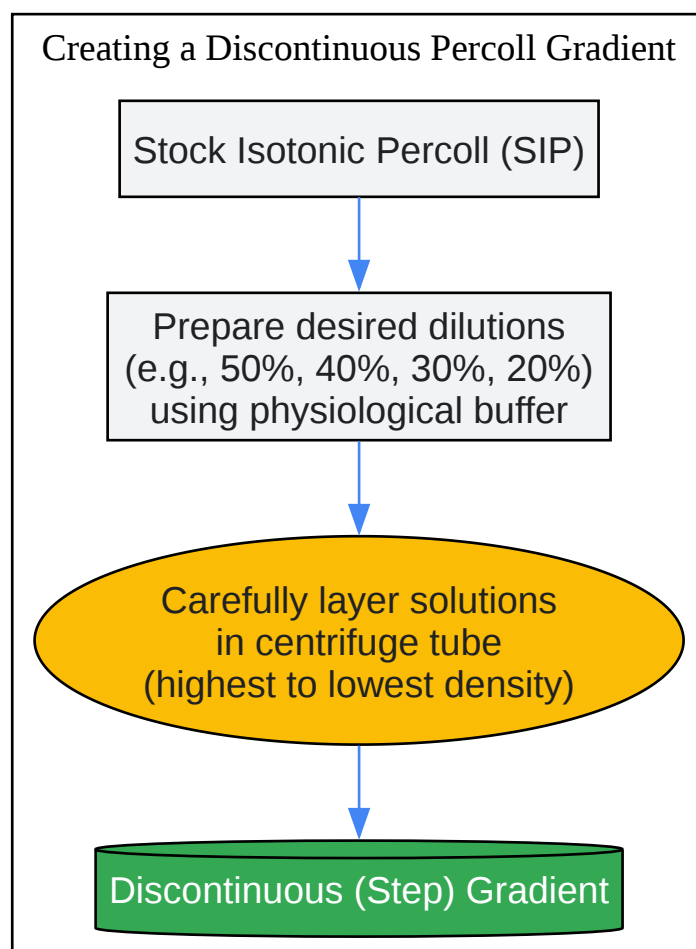 Creating a Discontinuous Percoll Gradient
Stock Isotonic Percoll (SIP)
Prepare desired dilutions
(e.g., 50%, 40%, 30%, 20%)
using physiological buffer
Carefully layer solutions
in centrifuge tube
(highest to lowest density)
Discontinuous (Step) Gradient